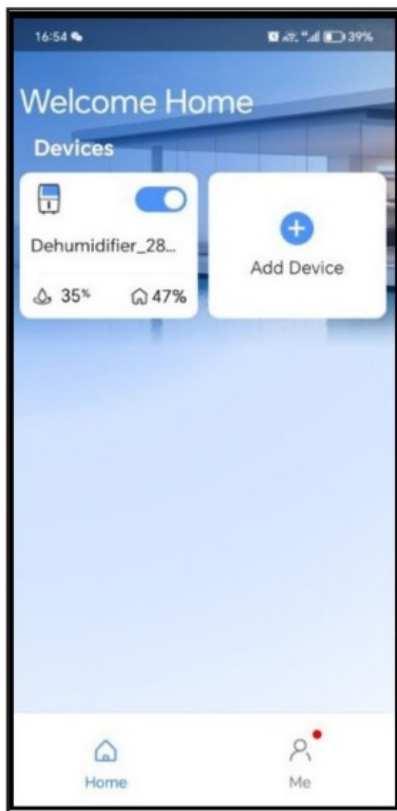 16:54 39%
Welcome Home
Devices
Dehumidifier_28...
35% 47%
Add Device
Home
Me